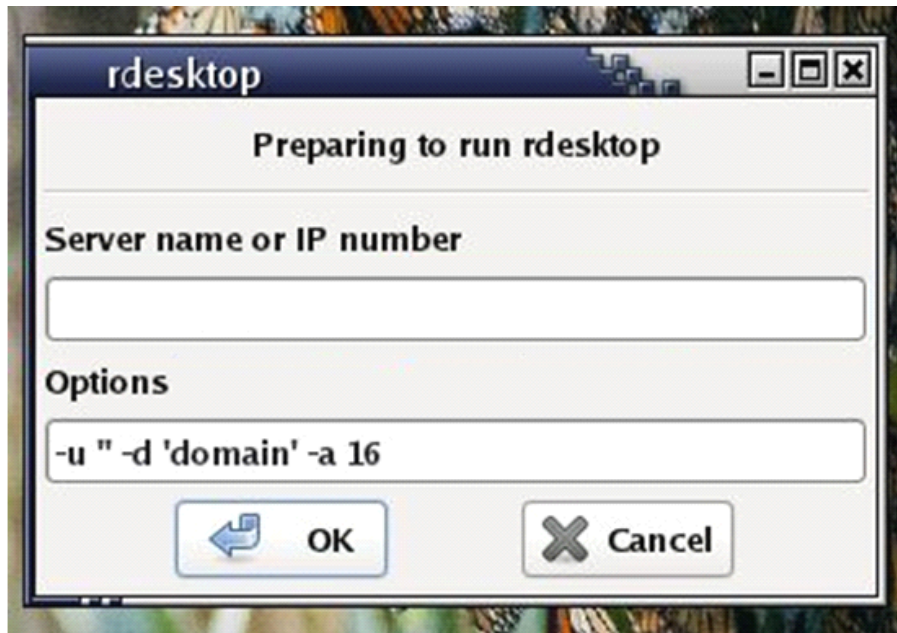 rdesktop
Preparing to run rdesktop
Server name or IP number
Options
-u '' -d 'domain' -a 16
OK
Cancel